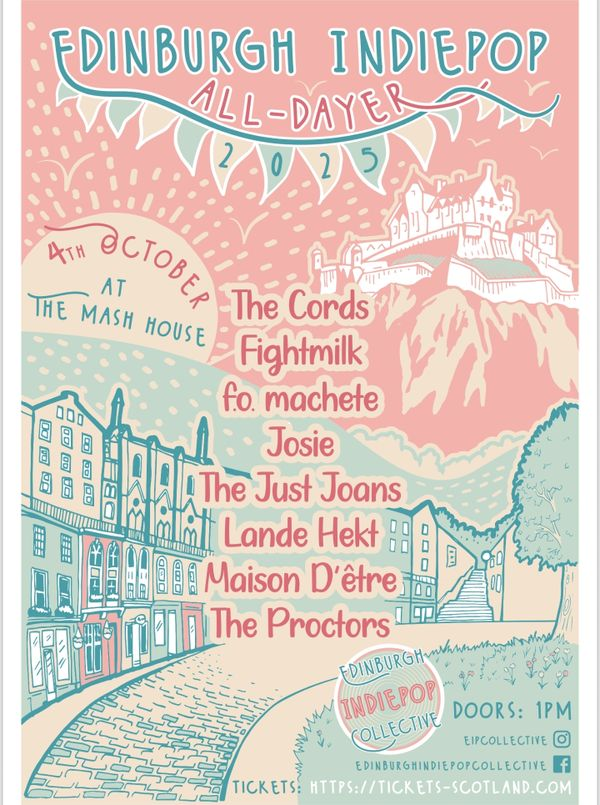 EDINBURGH INDIEPOP
ALL-DAYER
2025
4TH OCTOBER
AT
THE MASH HOUSE
The Cords
Fightmilk
f.o. machete
Josie
The Just Joans
Lande Hekt
Maison D'être
The Proctors
EDINBURGH
INDIEPOP
COLLECTIVE
DOORS: 1PM
EIPCOLLECTIVE
EDINBURGHINDIEPOPCOLLECTIVE
TICKETS: HTTPS://TICKETS-SCOTLAND.COM/